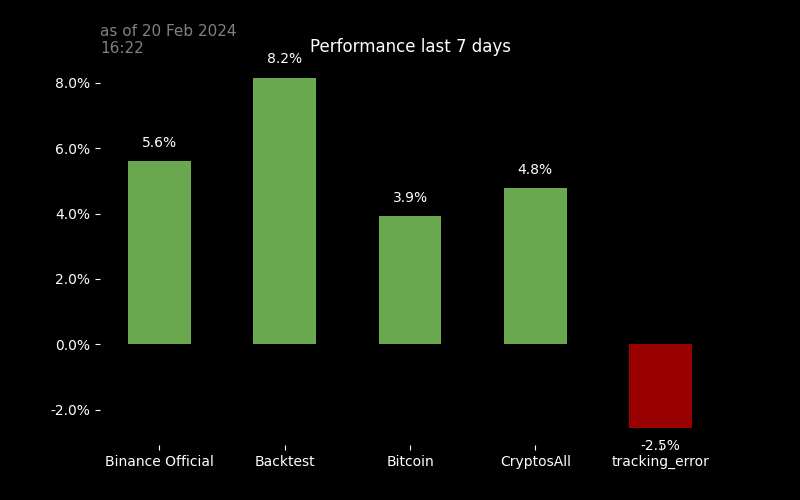 as of 20 Feb 2024
16:22
Performance last 7 days
8.2%
8.0%
5.6%
6.0%
4.8%
3.9%
4.0%
2.0%
0.0%
-2.0%
-2.5%
Binance Official
Backtest
Bitcoin
CryptosAll
tracking_error